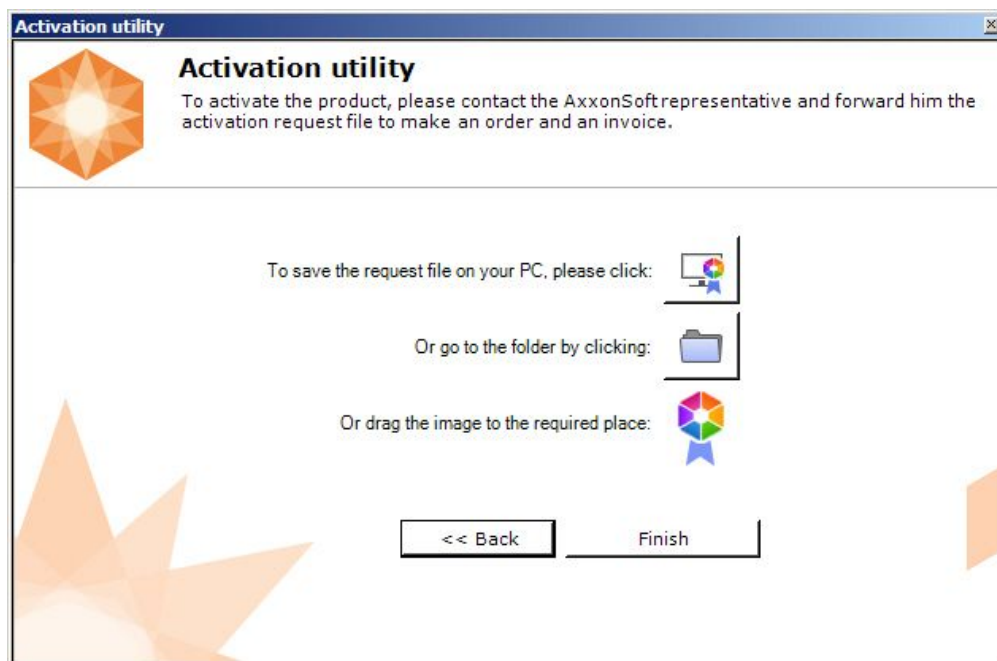 Activation utility
Activation utility
To activate the product, please contact the AxxonSoft representative and forward him the
activation request file to make an order and an invoice.
To save the request file on your PC, please click:
Or go to the folder by clicking:
Or drag the image to the required place:
<< Back
Finish